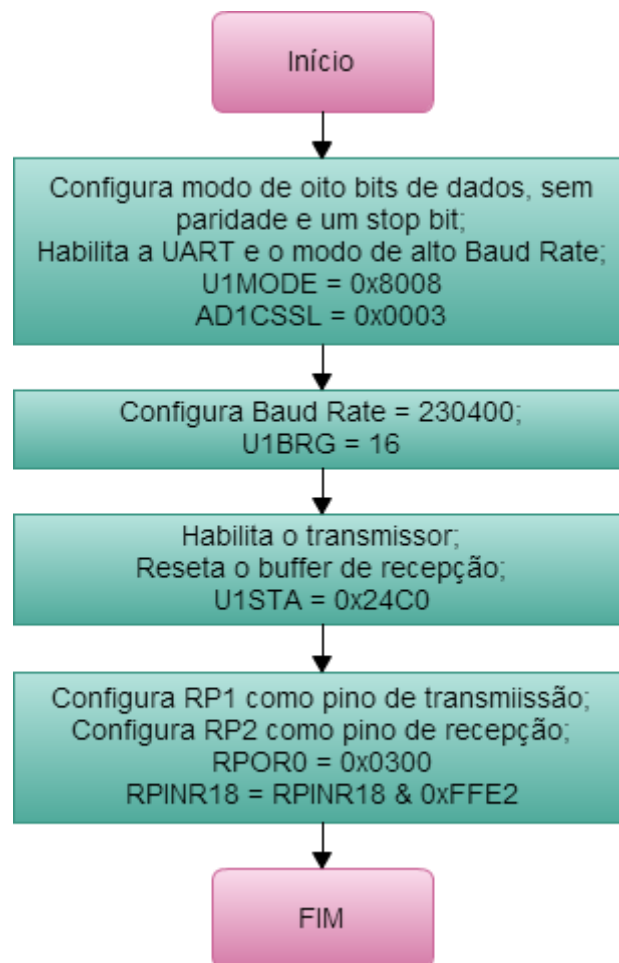 Início
Configura modo de oito bits de dados, sem
paridade e um stop bit;
Habilita a UART e o modo de alto Baud Rate;
U1MODE = 0x8008
AD1CSSL = 0x0003
Configura Baud Rate = 230400;
U1BRG = 16
Habilita o transmissor;
Reseta o buffer de recepção;
U1STA = 0x24C0
Configura RP1 como pino de transmiissão;
Configura RP2 como pino de recepção;
RPOR0 = 0x0300
RPINR18 = RPINR18 & 0xFFE2
FIM